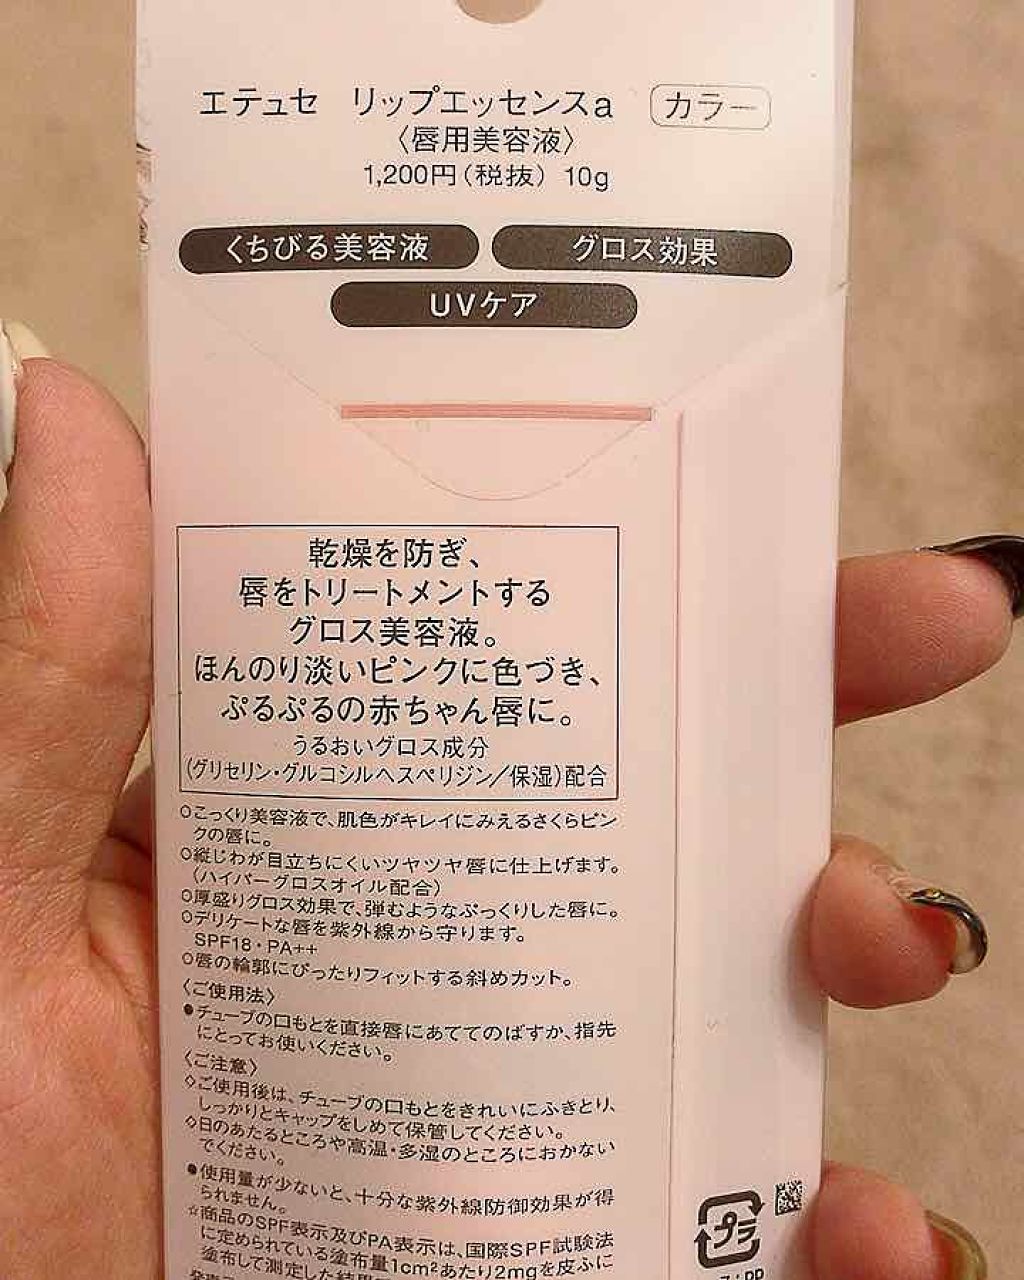 エテュセ リップエッセンスa カラー
〈唇用美容液〉
1,200円(税抜) 10g
くちびる美容液 グロス効果
UVケア
乾燥を防ぎ、
唇をトリートメントする
グロス美容液。
ほんのり淡いピンクに色づき、
ぷるぷるの赤ちゃん唇に。
うるおいグロス成分
(グリセリン・グルコシルヘスペリジン/保湿)配合
○こっくり美容液で、肌色がキレイにみえるさくらピン
クの唇に。
○縦じわが目立ちにくいツヤツヤ唇に仕上げます。
〈ハイパーグロスオイル配合〉
○厚盛りグロス効果で、弾むようなぷっくりした唇に。
○デリケートな唇を紫外線から守ります。
SPF18・PA++
○唇の輪郭にぴったりフィットする斜めカット。
〈ご使用法〉
●チューブの口もとを直接唇にあててのばすか、指先
にとってお使いください。
〈ご注意〉
◇ご使用後は、チューブの口もとをきれいにふきとり、
しっかりとキャップをしめて保管してください。
◇日のあたるところや高温・多湿のところにおかない
でください。
●使用量が少ないと、十分な紫外線防御効果が得
られません。
☆商品のSPF表示及びPA表示は、国際SPF試験法
に定められている塗布量1cm²あたり2mgを皮ふに
塗布して測定した結果
プラ